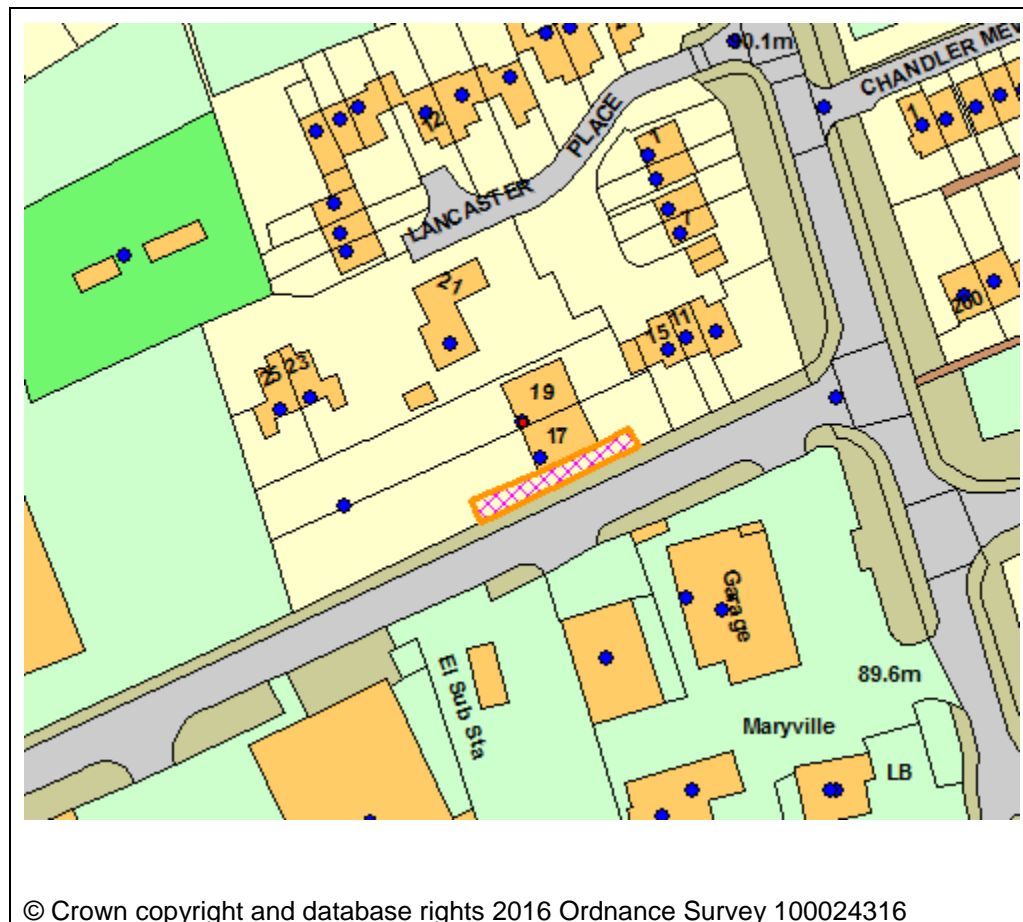 90.1m
CHANDLER MEW
PLACE
LANCASTER
12
1
1
7
21
200
15 11
25 23
19
17
Garage
El Sub Sta
89.6m
Maryville
LB
© Crown copyright and database rights 2016 Ordnance Survey 100024316